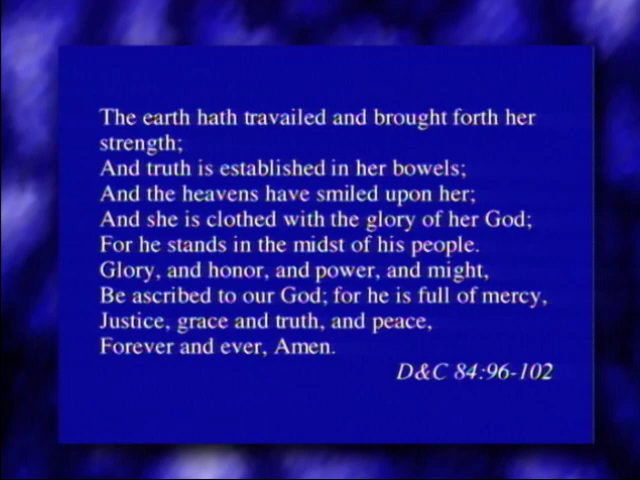 The earth hath travailed and brought forth her
strength;
And truth is established in her bowels;
And the heavens have smiled upon her;
And she is clothed with the glory of her God;
For he stands in the midst of his people.
Glory, and honor, and power, and might,
Be ascribed to our God; for he is full of mercy,
Justice, grace and truth, and peace,
Forever and ever, Amen.
D&C 84:96-102